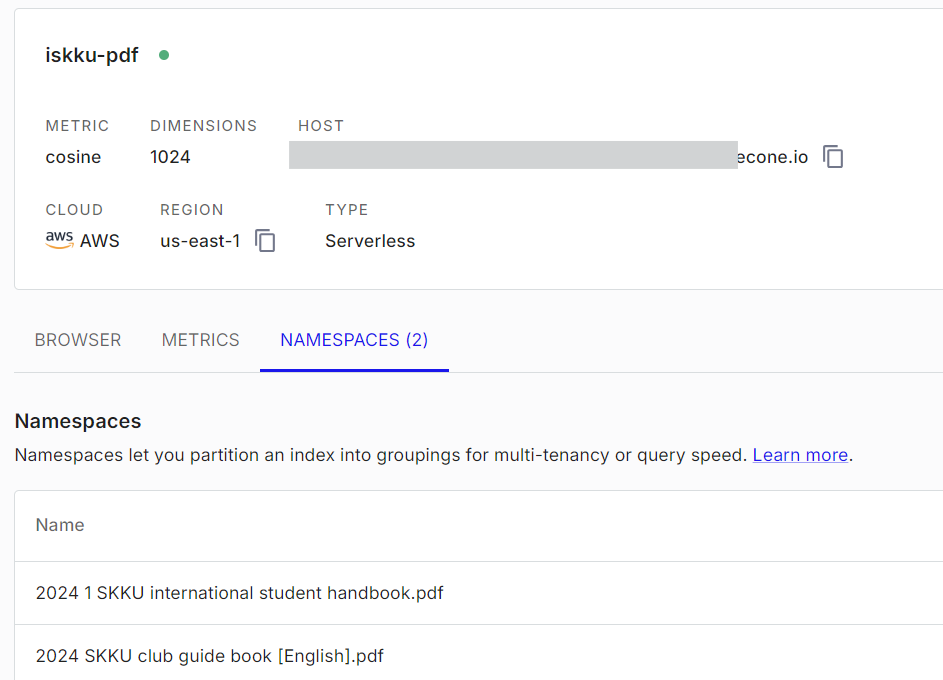 iskku-pdf
METRIC DIMENSIONS HOST
cosine 1024 econe.io
CLOUD REGION TYPE
aws AWS us-east-1 Serverless
BROWSER METRICS NAMESPACES (2)
Namespaces
Namespaces let you partition an index into groupings for multi-tenancy or query speed. Learn more.
Name
2024 1 SKKU international student handbook.pdf
2024 SKKU club guide book [English].pdf